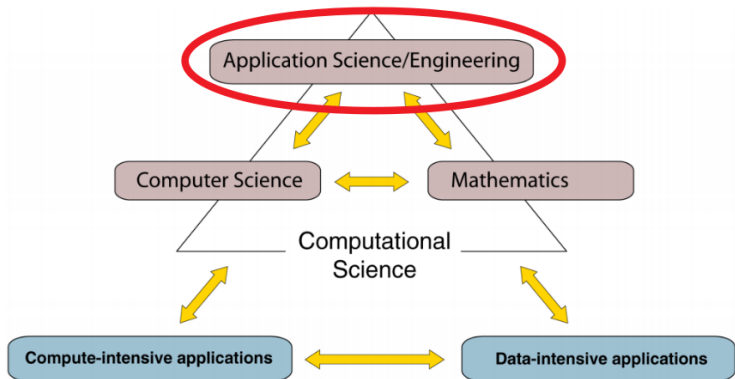 Application Science/Engineering
Computer Science
Mathematics
Computational
Science
Compute-intensive applications
Data-intensive applications